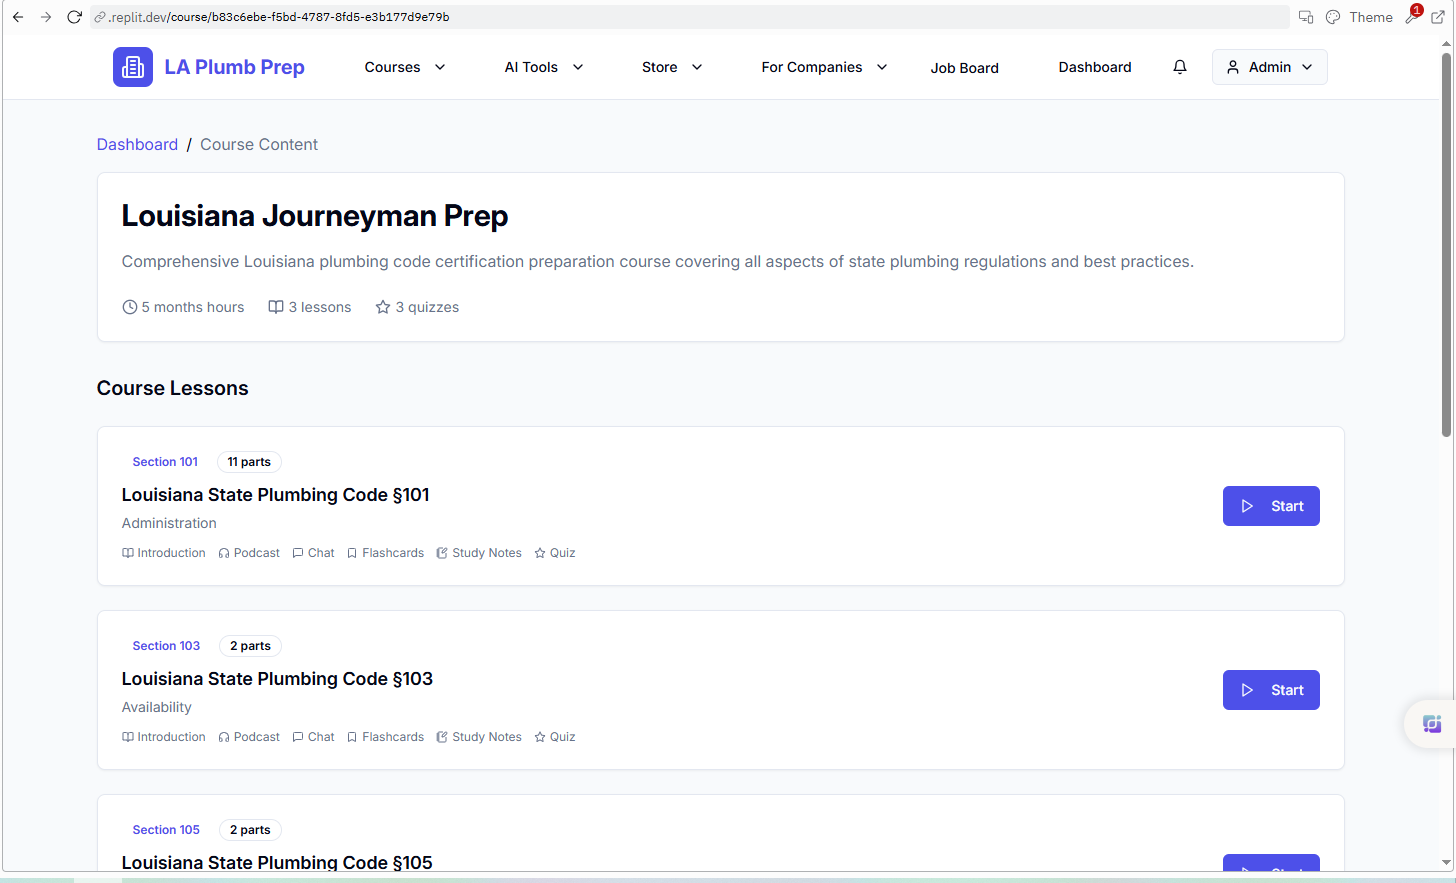 .replit.dev/course/b83c6ebe-f5bd-4787-8fd5-e3b177d9e79b
Theme
1
LA Plumb Prep
Courses
AI Tools
Store
For Companies
Job Board
Dashboard
Admin
Dashboard / Course Content
Louisiana Journeyman Prep
Comprehensive Louisiana plumbing code certification preparation course covering all aspects of state plumbing regulations and best practices.
5 months hours 3 lessons 3 quizzes
Course Lessons
Section 101 11 parts
Louisiana State Plumbing Code §101
Administration
Introduction Podcast Chat Flashcards Study Notes Quiz
Start
Section 103 2 parts
Louisiana State Plumbing Code §103
Availability
Introduction Podcast Chat Flashcards Study Notes Quiz
Start
Section 105 2 parts
Louisiana State Plumbing Code §105